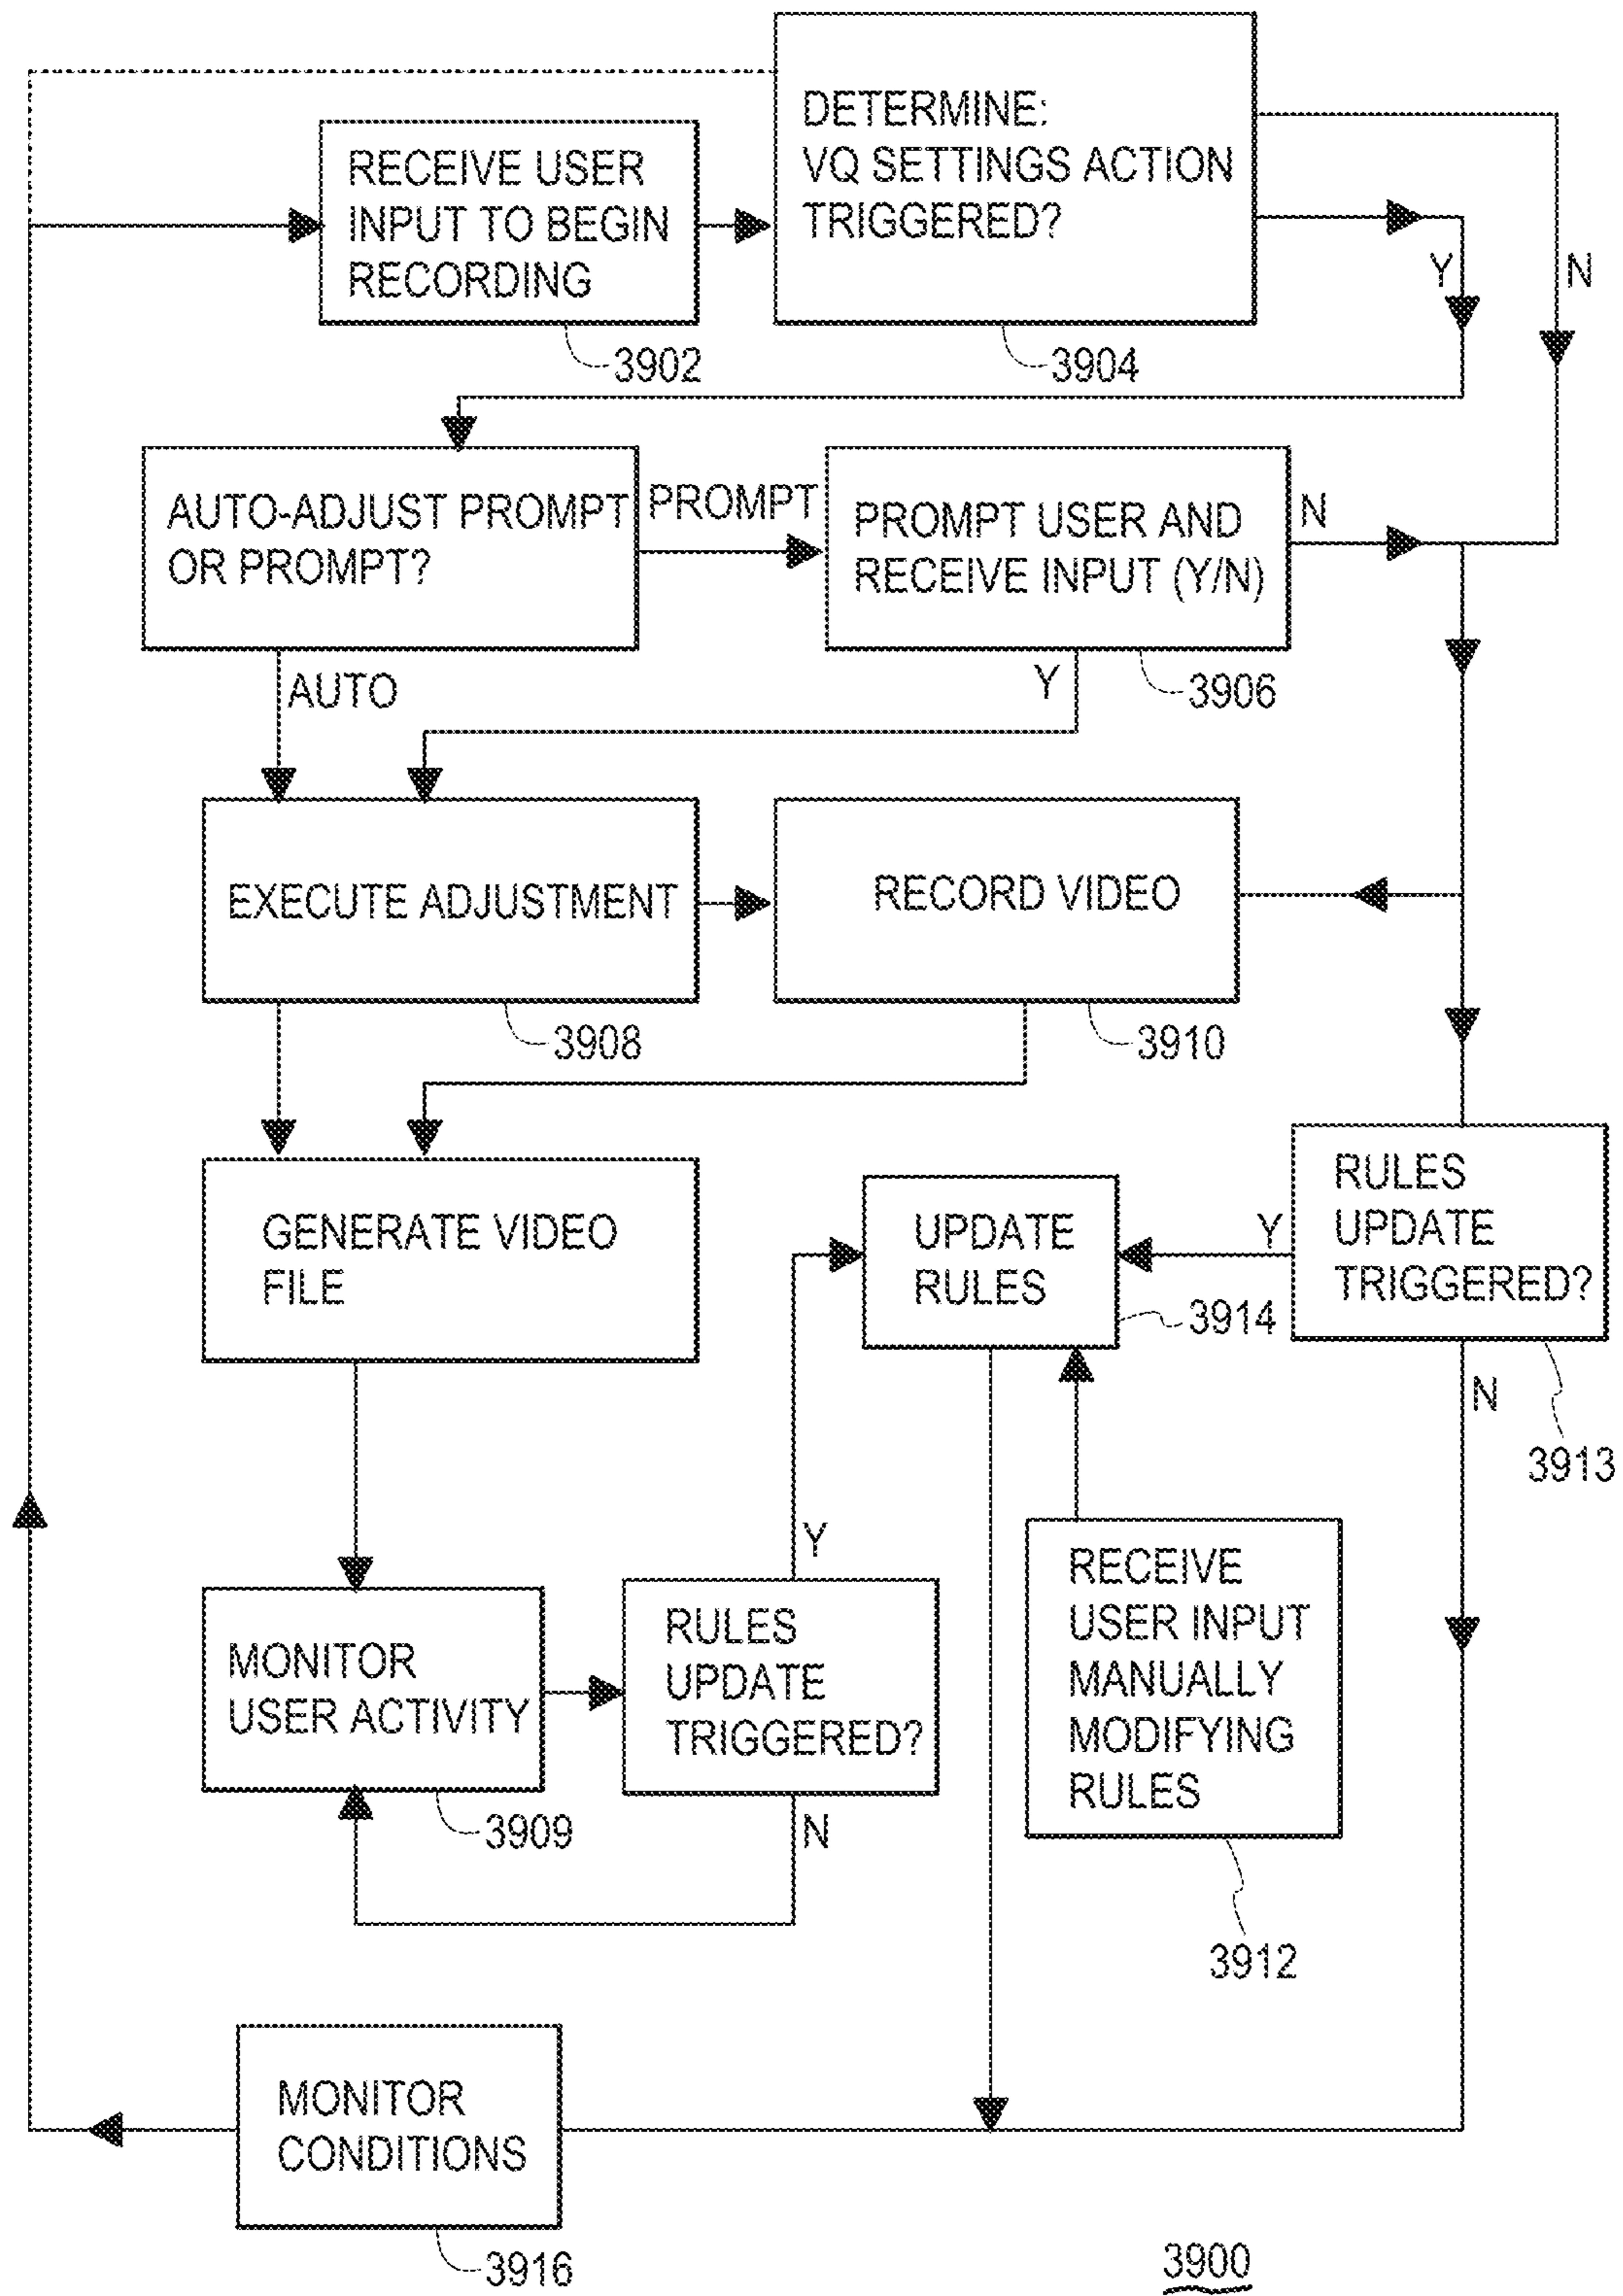 RECEIVE USER
INPUT TO BEGIN
RECORDING
3902
DETERMINE:
VQ SETTINGS ACTION
TRIGGERED?
3904
Y
N
AUTO-ADJUST PROMPT
OR PROMPT?
PROMPT
PROMPT USER AND
RECEIVE INPUT (Y/N)
N
3906
AUTO
Y
EXECUTE ADJUSTMENT
3908
RECORD VIDEO
3910
GENERATE VIDEO
FILE
UPDATE
RULES
3914
Y
RULES
UPDATE
TRIGGERED?
3913
N
MONITOR
USER ACTIVITY
3909
RULES
UPDATE
TRIGGERED?
Y
N
RECEIVE
USER INPUT
MANUALLY
MODIFYING
RULES
3912
MONITOR
CONDITIONS
3916
3900